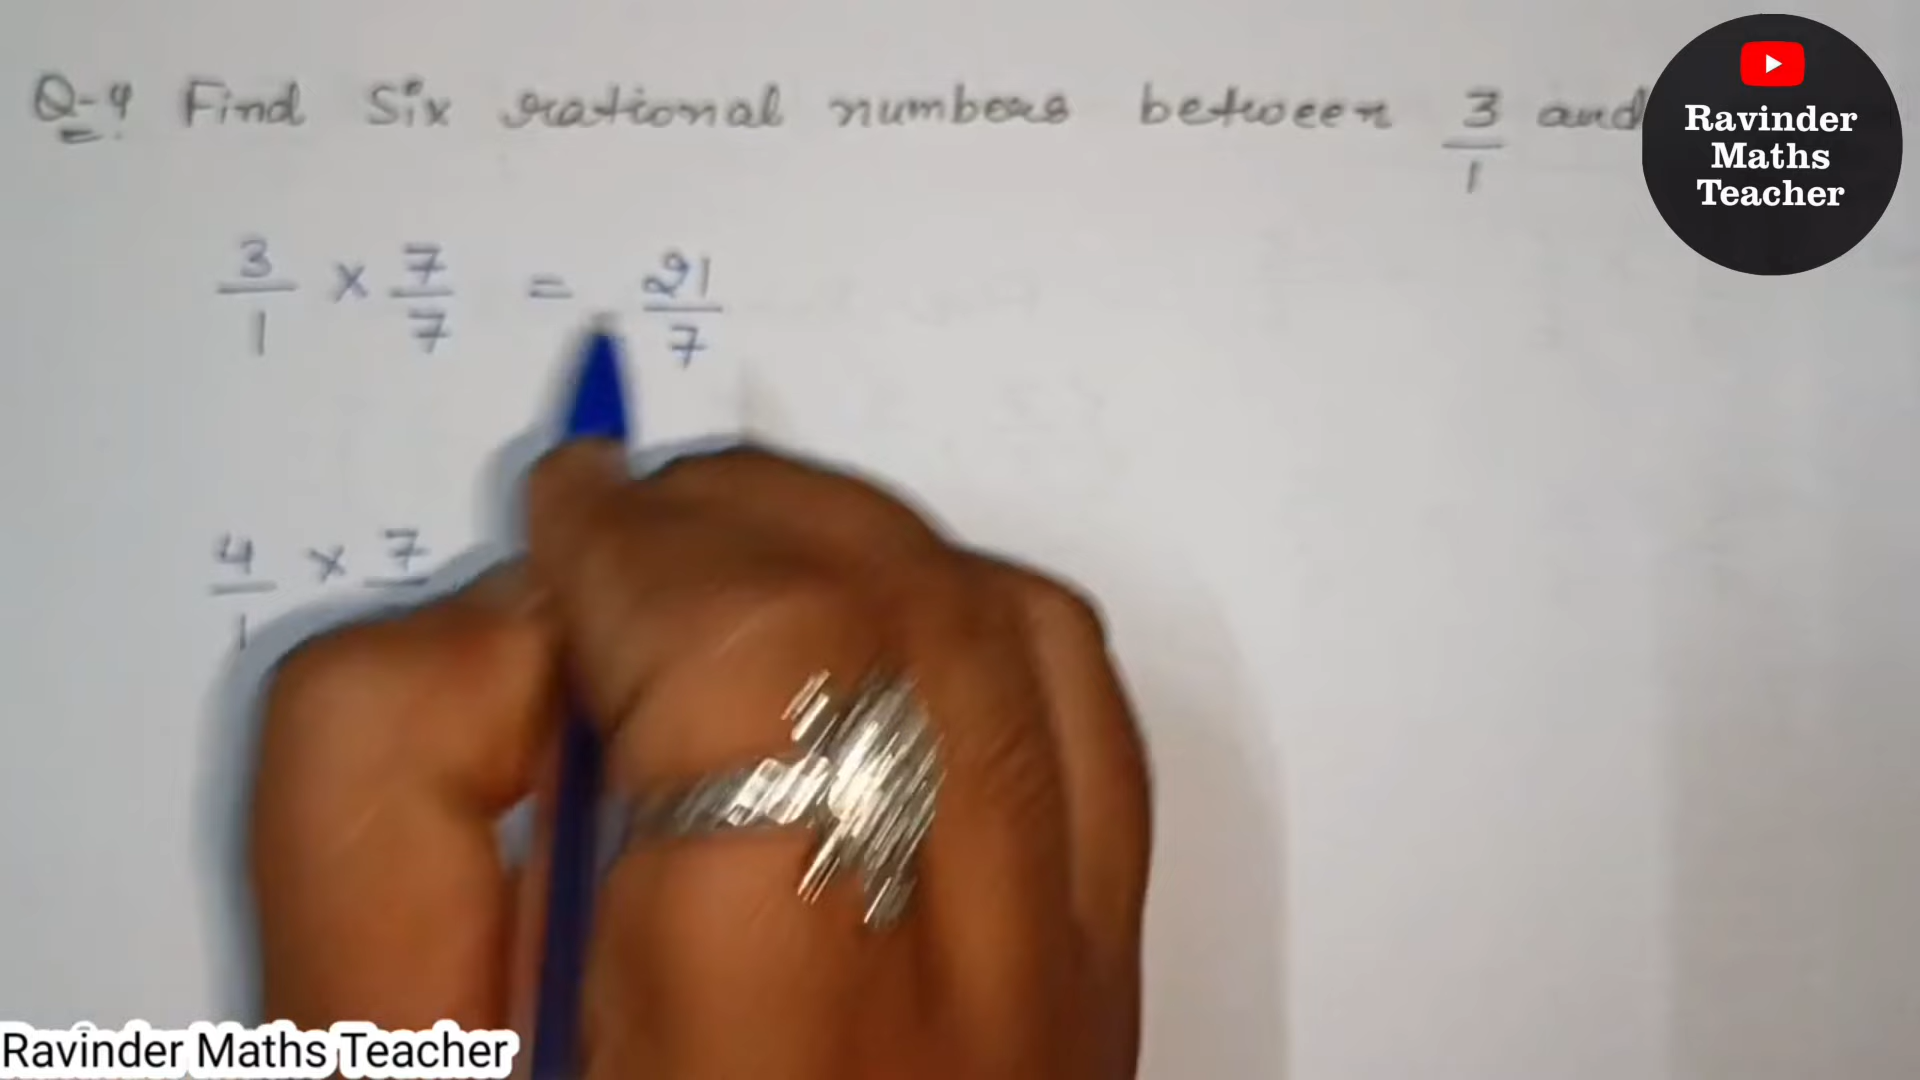 Q-4 Find Six rational numbers between 3/1 and
Ravinder
Maths
Teacher
3/1 × 7/7 = 21/7
4/1 × 7
Ravinder Maths Teacher